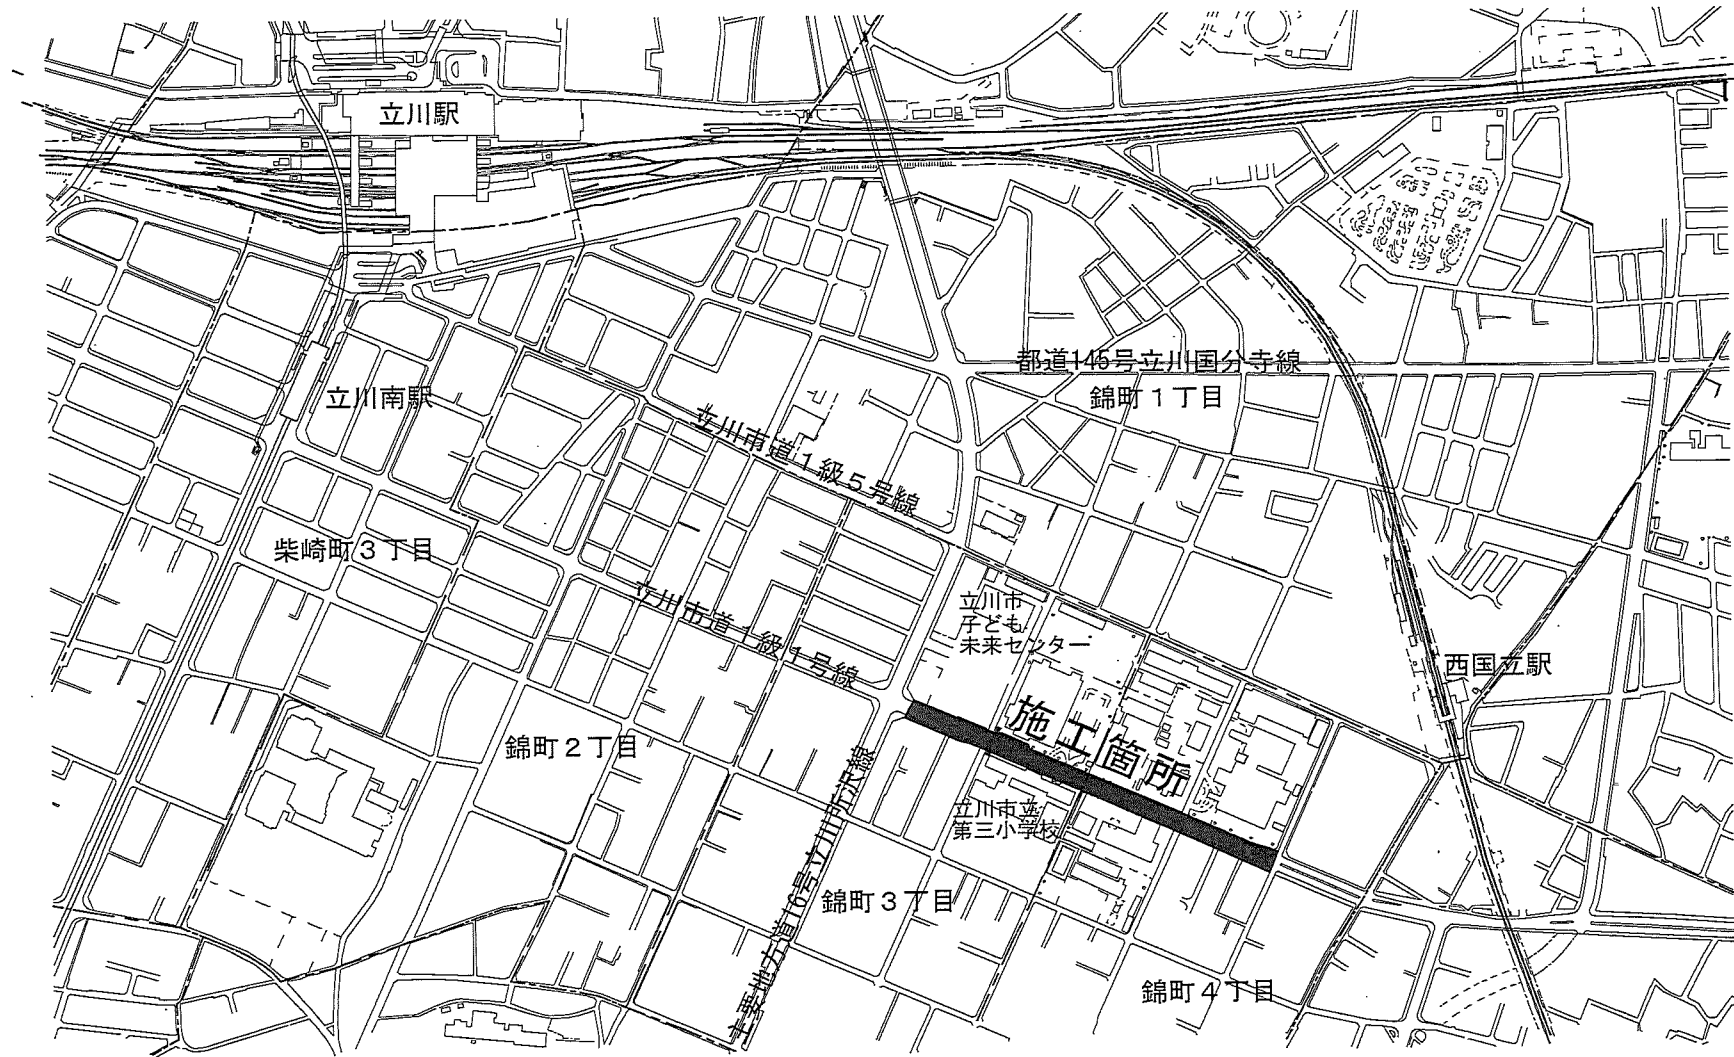 立川駅
都道145号立川国分寺線
錦町1丁目
立川南駅
立川市道1級5号線
柴崎町3丁目
立川市道1級1号線
立川市
子ども
未来センター
西国立駅
施工箇所
錦町2丁目
主要地方道16号立川所沢線
立川市立
第三小学校
錦町3丁目
錦町4丁目